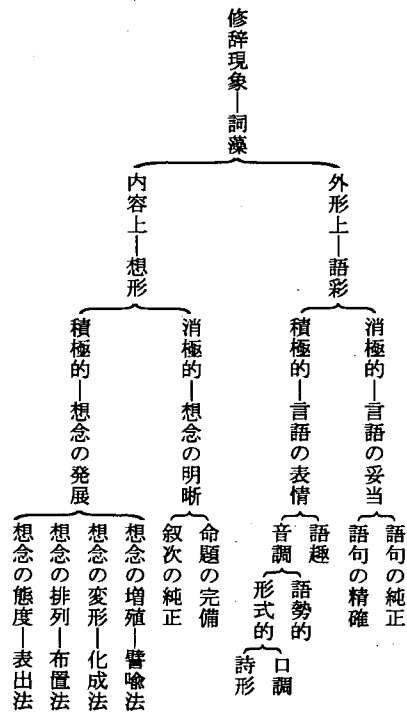 修辞現象―詞藻
外形上―語彩
消極的―言語の妥当
語句の純正
語句の精確
積極的―言語の表情
語趣
音調
語勢的
形式的
口調
詩形
内容上―想形
消極的―想念の明晰
命題の完備
叙次の純正
積極的―想念の発展
想念の増殖―譬喩法
想念の変形―化成法
想念の排列―布置法
想念の態度―表出法